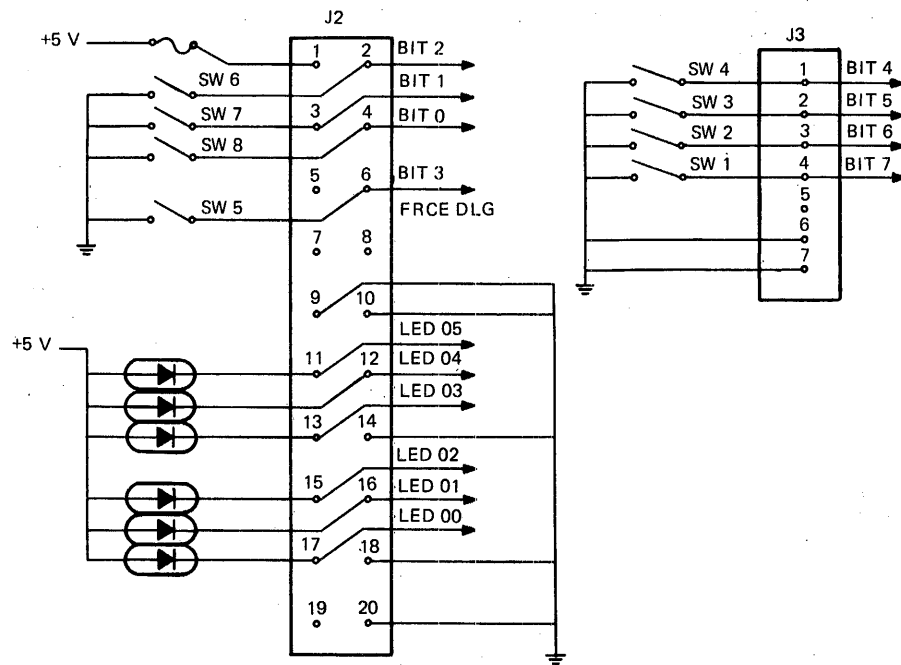 J2
+5 V
1 2 BIT 2
SW 6 BIT 1
SW 7 3 4 BIT 0
SW 8
5 6 BIT 3
SW 5 FRCE DLG
7 8
9 10
LED 05
+5 V
11 12 LED 04
LED 03
13 14
LED 02
15 16 LED 01
LED 00
17 18
19 20
J3
SW 4 1 BIT 4
SW 3 2 BIT 5
SW 2 3 BIT 6
SW 1 4 BIT 7
5
6
7